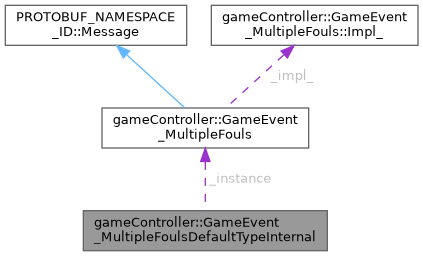 PROTOBUF_NAMESPACE
_ID::Message
gameController::GameEvent
_MultipleFouls::Impl_
_impl_
gameController::GameEvent
_MultipleFouls
_instance
gameController::GameEvent
_MultipleFoulsDefaultTypeInternal